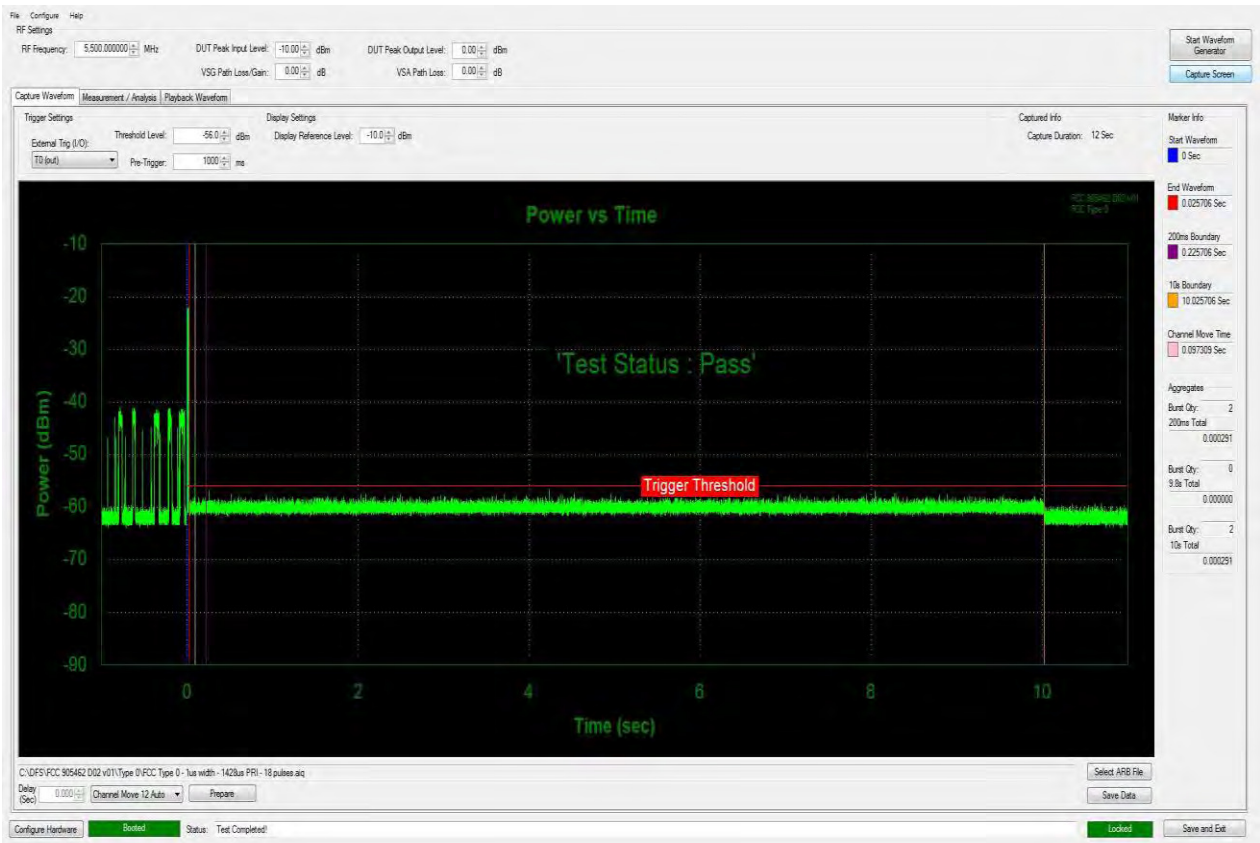 File Configure Help
RF Settings
RF Frequency: 5,500.000000 MHz DUT Peak Input Level: -10.00 dBm DUT Peak Output Level: 0.00 dBm
VSG Path Loss/Gain: 0.00 dB VSA Path Loss: 0.00 dB
Start Waveform
Generator
Capture Screen
Capture Waveform Measurement / Analysis Playback Waveform
Trigger Settings Display Settings Captured Info Marker Info
External Trig (I/O): Threshold Level: -56.0 dBm Display Reference Level: -10.0 dBm Capture Duration: 12 Sec
T0 (out) Pre-Trigger: 1000 ms
Start Waveform
0 Sec
End Waveform
0.025706 Sec
200ms Boundary
0.225706 Sec
10s Boundary
10.025706 Sec
Channel Move Time
0.097309 Sec
Aggregates
Burst Qty: 2
200ms Total
0.000291
Burst Qty: 0
9.8s Total
0.000000
Burst Qty: 2
10s Total
0.000291
FCC 905462 D02 v01
FCC Type 0
Power vs Time
'Test Status : Pass'
Trigger Threshold
Power (dBm)
-10
-20
-30
-40
-50
-60
-70
-80
-90
0 2 4 6 8 10
Time (sec)
C:\DFS\FCC 905462 D02 v01\Type 0\FCC Type 0 - 1us width - 1428us PRI - 18 pulses.aiq
Select ARB File
Delay
(Sec) 0.000 Channel Move 12 Auto Prepare Save Data
Configure Hardware Booted Status: Test Completed! Locked Save and Exit